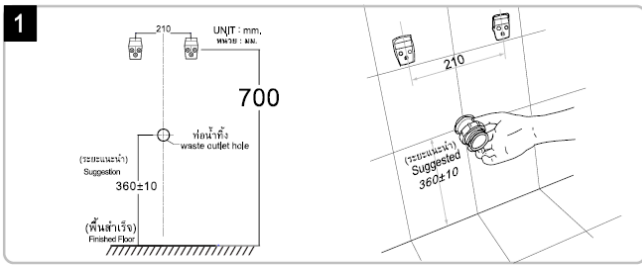 1
210
UNIT : mm.
หน่วย : มม.
700
ท่อน้ำทิ้ง
waste outlet hole
(ระยะแนะนำ)
Suggestion
360±10
(พื้นสำเร็จ)
Finished Floor
210
(ระยะแนะนำ)
Suggested
360±10